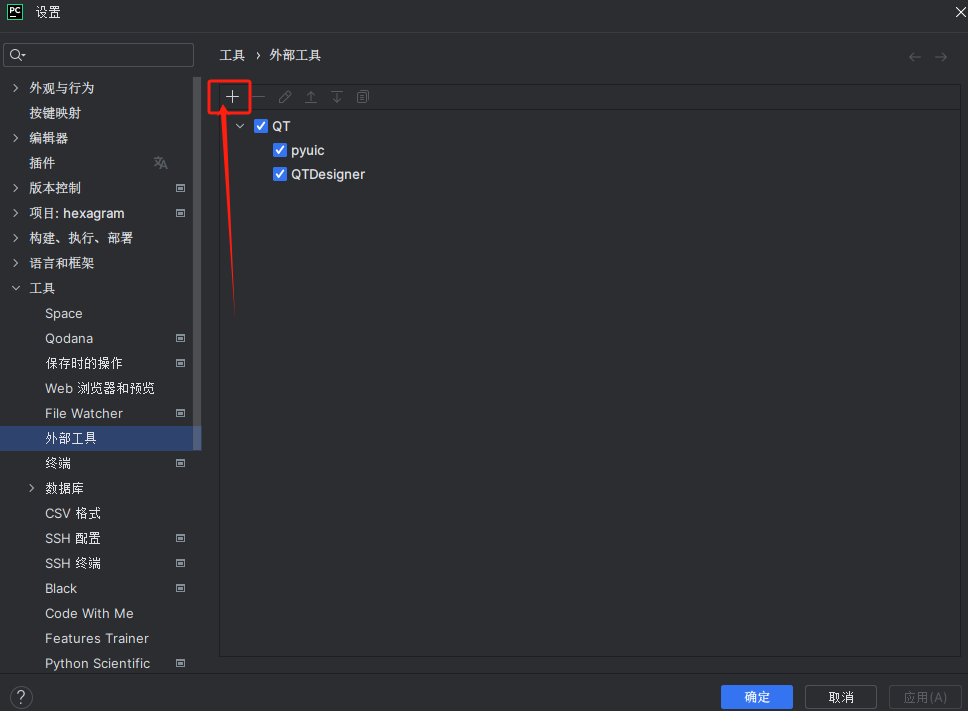 PC 设置
工具 › 外部工具
外观与行为
按键映射
编辑器
插件
版本控制
项目: hexagram
构建、执行、部署
语言和框架
工具
Space
Qodana
保存时的操作
Web 浏览器和预览
File Watcher
外部工具
终端
数据库
CSV 格式
SSH 配置
SSH 终端
Black
Code With Me
Features Trainer
Python Scientific
QT
pyuic
QTDesigner
?
确定
取消
应用(A)